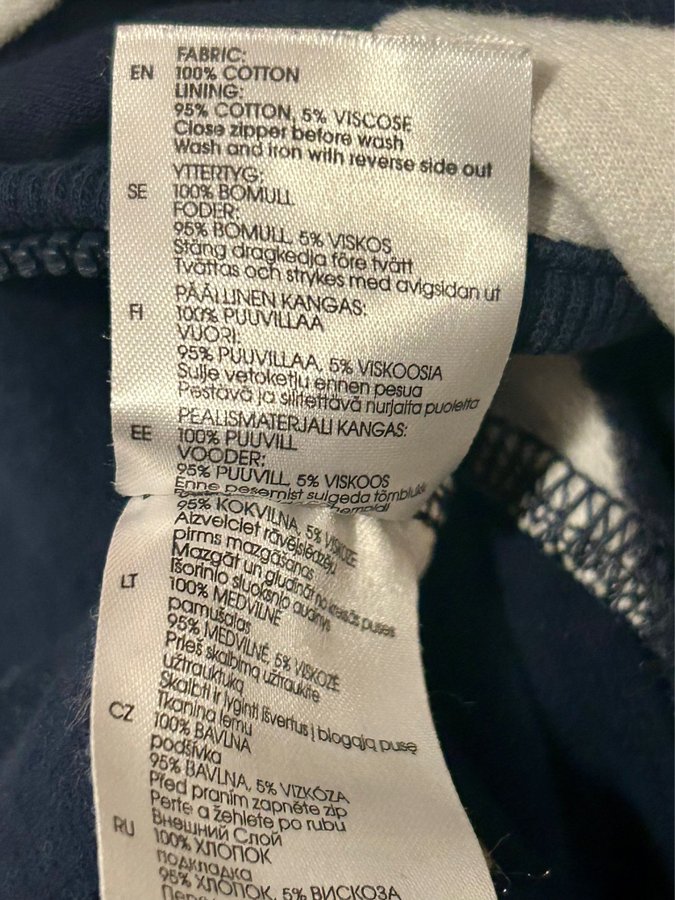 FABRIC:
EN 100% COTTON
LINING:
95% COTTON, 5% VISCOSE
Close zipper before wash
Wash and iron with reverse side out
YTTERTYG:
SE 100% BOMULL
FODER:
95% BOMULL, 5% VISKOS
Stäng dragkedja före tvätt
Tvättas och strykes med avigsidan ut
PÄÄLLINEN KANGAS:
FI 100% PUUVILLAA
VUORI:
95% PUUVILLAA, 5% VISKOOSIA
Sulje vetoketju ennen pesua
Pestävä ja silitettävä nurjalta puolelta
PEALISMATERJALI KANGAS:
EE 100% PUUVILL
VOODER:
95% PUUVILL, 5% VISKOOS
Enne pesemist sulgeda
95% KOKVILNA, 5% VISKOZE
Aizvelciet rāvējslēdzēju
pirms mazgāšanas
Mazgāt un gludināt no kreisās puses
LT Išorinio sluoksnio audinys
100% MEDVILNĖ
pamušalas
95% MEDVILNĖ, 5% VISKOZĖ
Prieš skalbimą užtraukite
užtrauktuką
Skalbti ir lyginti išvertus į blogąją pusę
CZ Tkanina lemu
100% BAVLNA
podšívka
95% BAVLNA, 5% VIZKÓZA
Před praním zapněte zip
Perte a žehlete po rubu
RU Внешний Слой
100% ХЛОПОК
подкладка
95% ХЛОПОК, 5% ВИСКОЗА